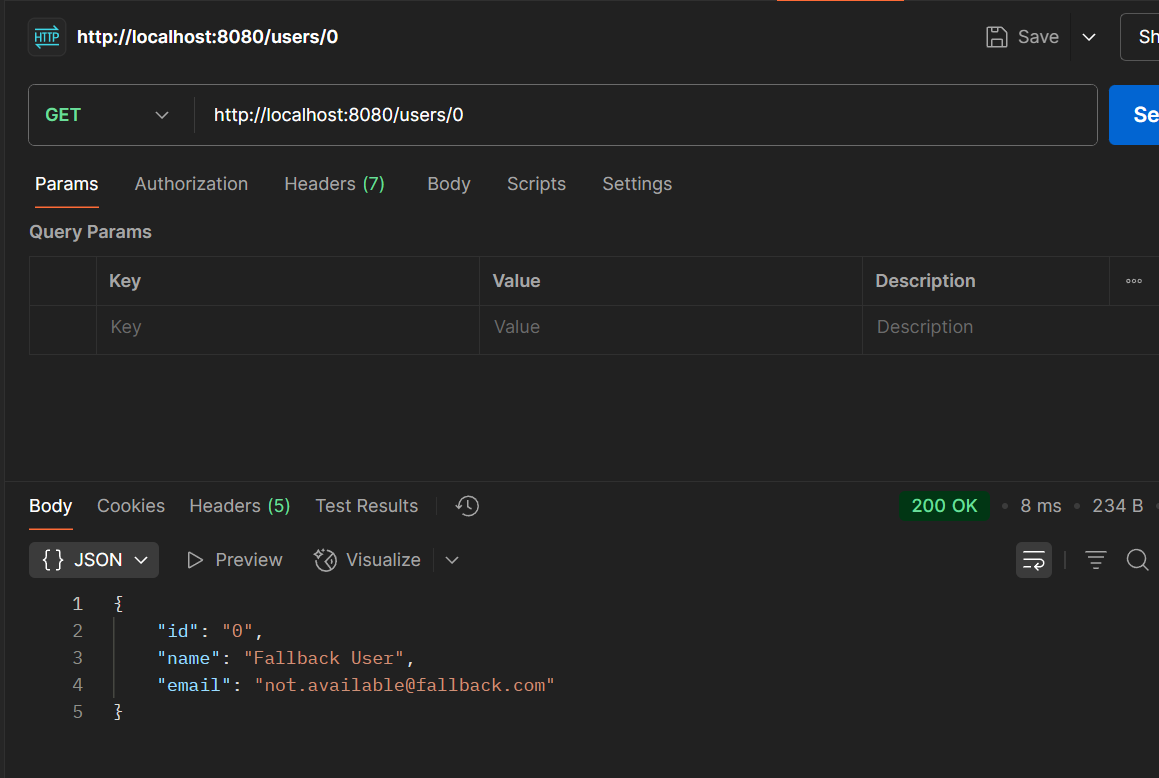 HTTP http://localhost:8080/users/0 Save
GET http://localhost:8080/users/0
Params Authorization Headers (7) Body Scripts Settings
Query Params
Key Value Description
Key Value Description
Body Cookies Headers (5) Test Results 200 OK 8 ms 234 B
{} JSON Preview Visualize
1 {
2 "id": "0",
3 "name": "Fallback User",
4 "email": "not.available@fallback.com"
5 }